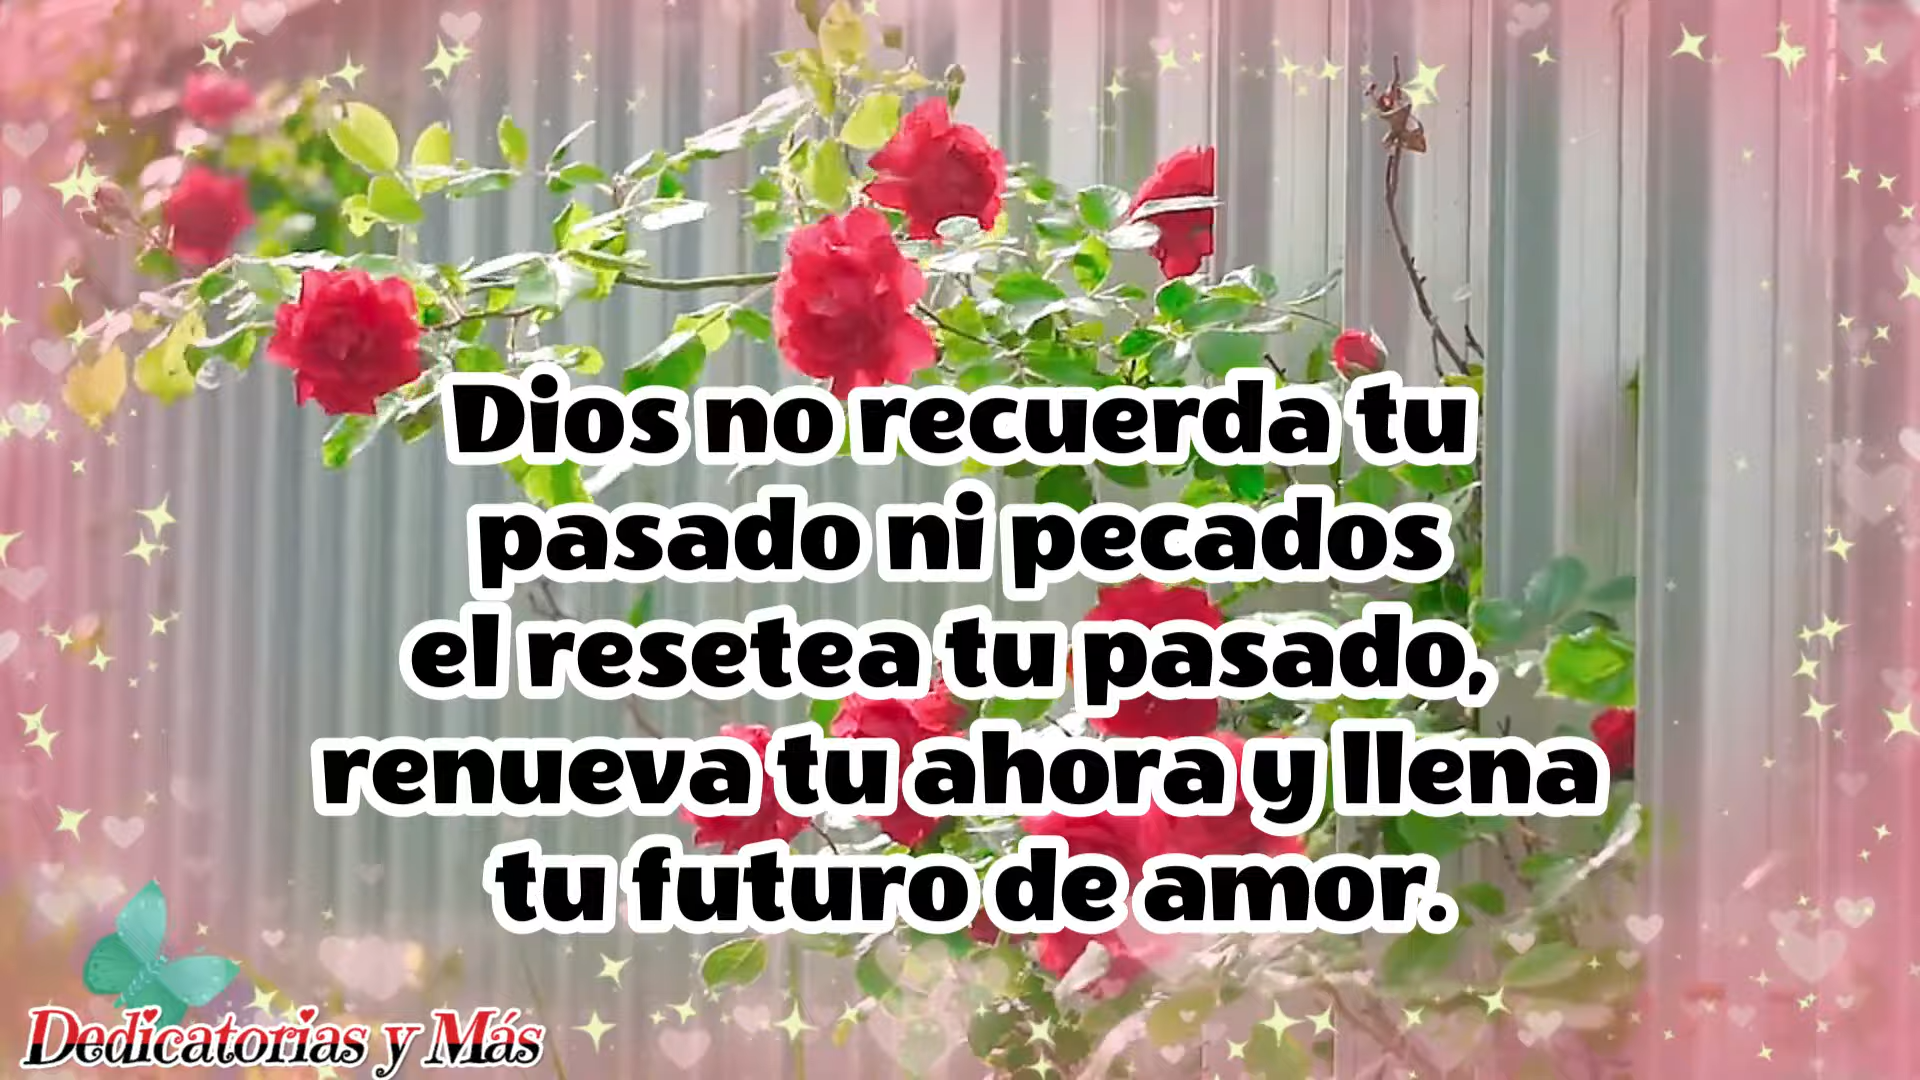 Dios no recuerda tu
pasado ni pecados
el resetea tu pasado,
renueva tu ahora y llena
tu futuro de amor.
Dedicatorias y Más